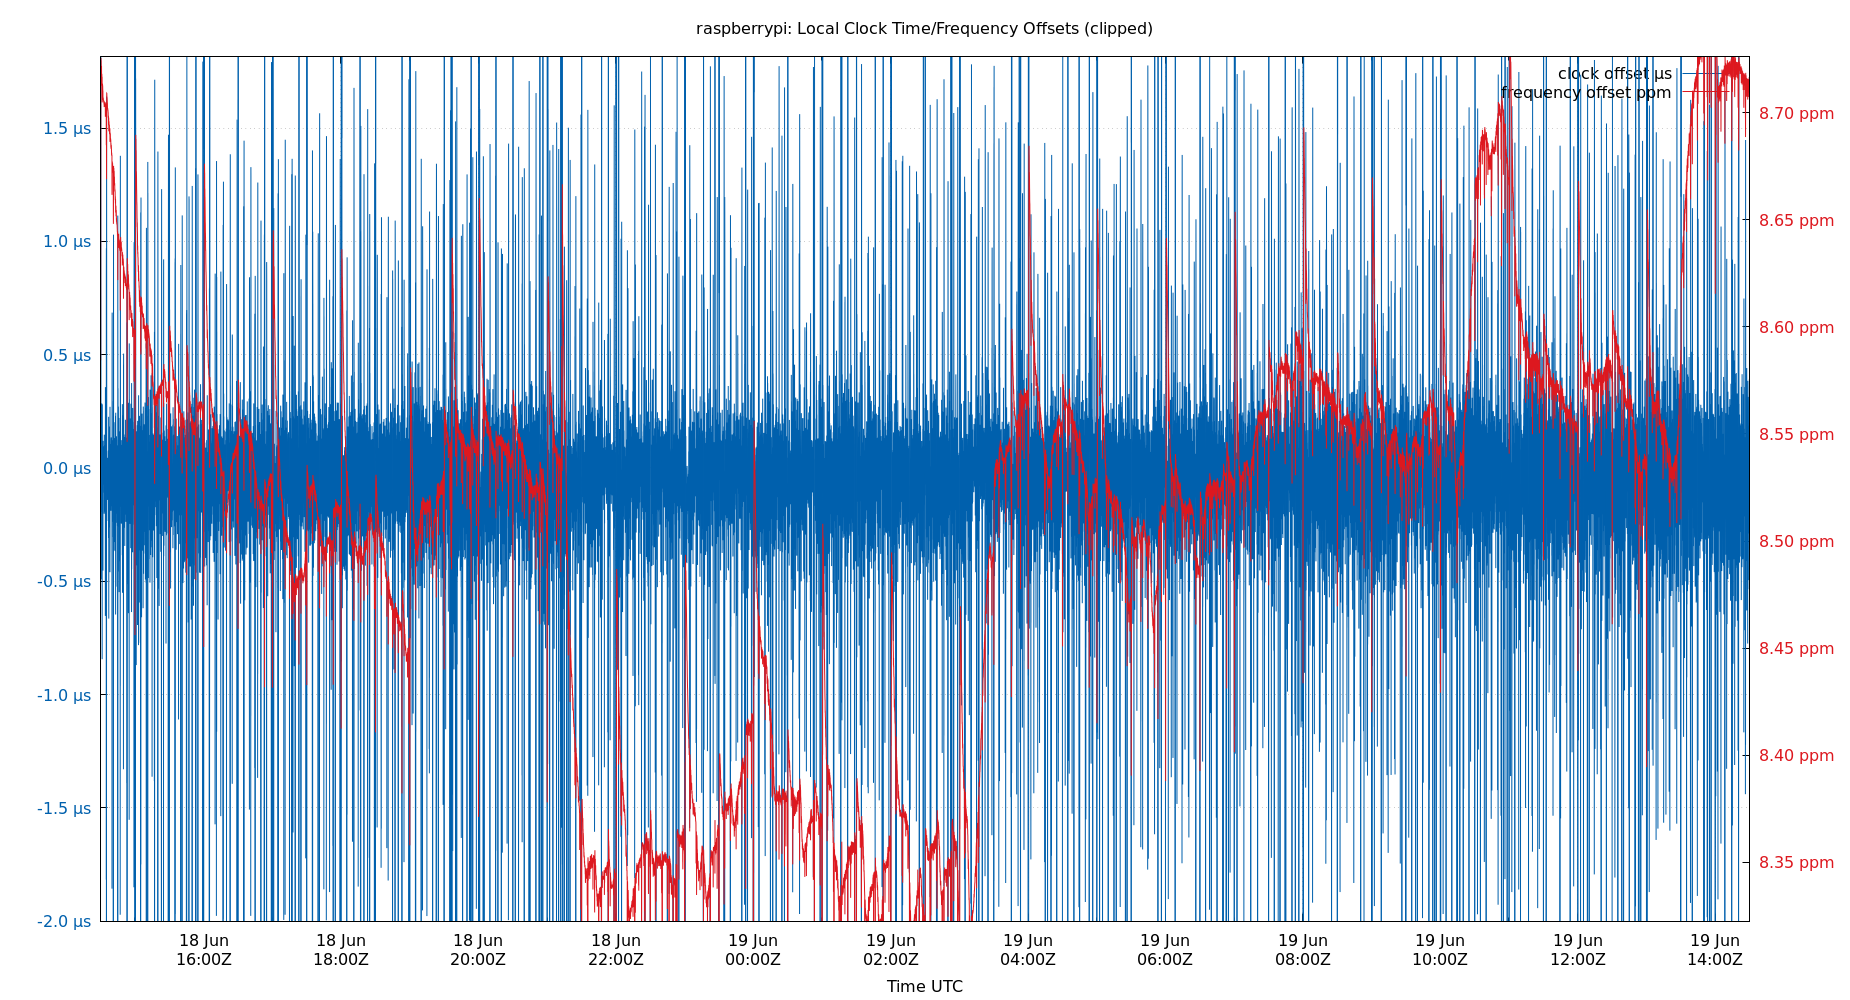 raspberrypi: Local Clock Time/Frequency Offsets (clipped)
clock offset µs
frequency offset ppm
1.5 µs
1.0 µs
0.5 µs
0.0 µs
-0.5 µs
-1.0 µs
-1.5 µs
-2.0 µs
8.70 ppm
8.65 ppm
8.60 ppm
8.55 ppm
8.50 ppm
8.45 ppm
8.40 ppm
8.35 ppm
18 Jun
16:00Z
18 Jun
18:00Z
18 Jun
20:00Z
18 Jun
22:00Z
19 Jun
00:00Z
19 Jun
02:00Z
19 Jun
04:00Z
19 Jun
06:00Z
19 Jun
08:00Z
19 Jun
10:00Z
19 Jun
12:00Z
19 Jun
14:00Z
Time UTC